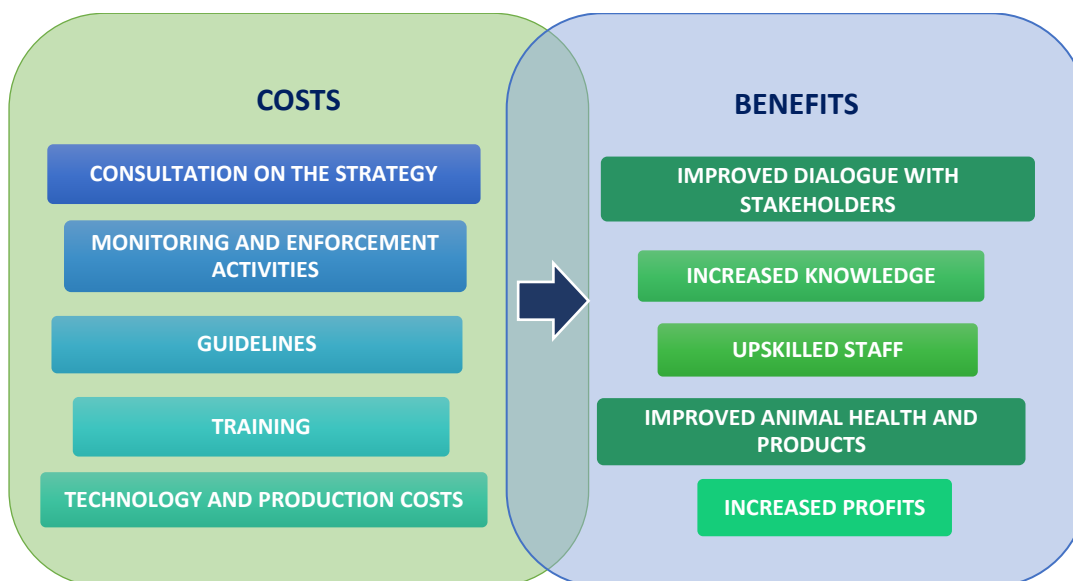 COSTS
CONSULTATION ON THE STRATEGY
MONITORING AND ENFORCEMENT
ACTIVITIES
GUIDELINES
TRAINING
TECHNOLOGY AND PRODUCTION COSTS
BENEFITS
IMPROVED DIALOGUE WITH
STAKEHOLDERS
INCREASED KNOWLEDGE
UPSKILLED STAFF
IMPROVED ANIMAL HEALTH AND
PRODUCTS
INCREASED PROFITS